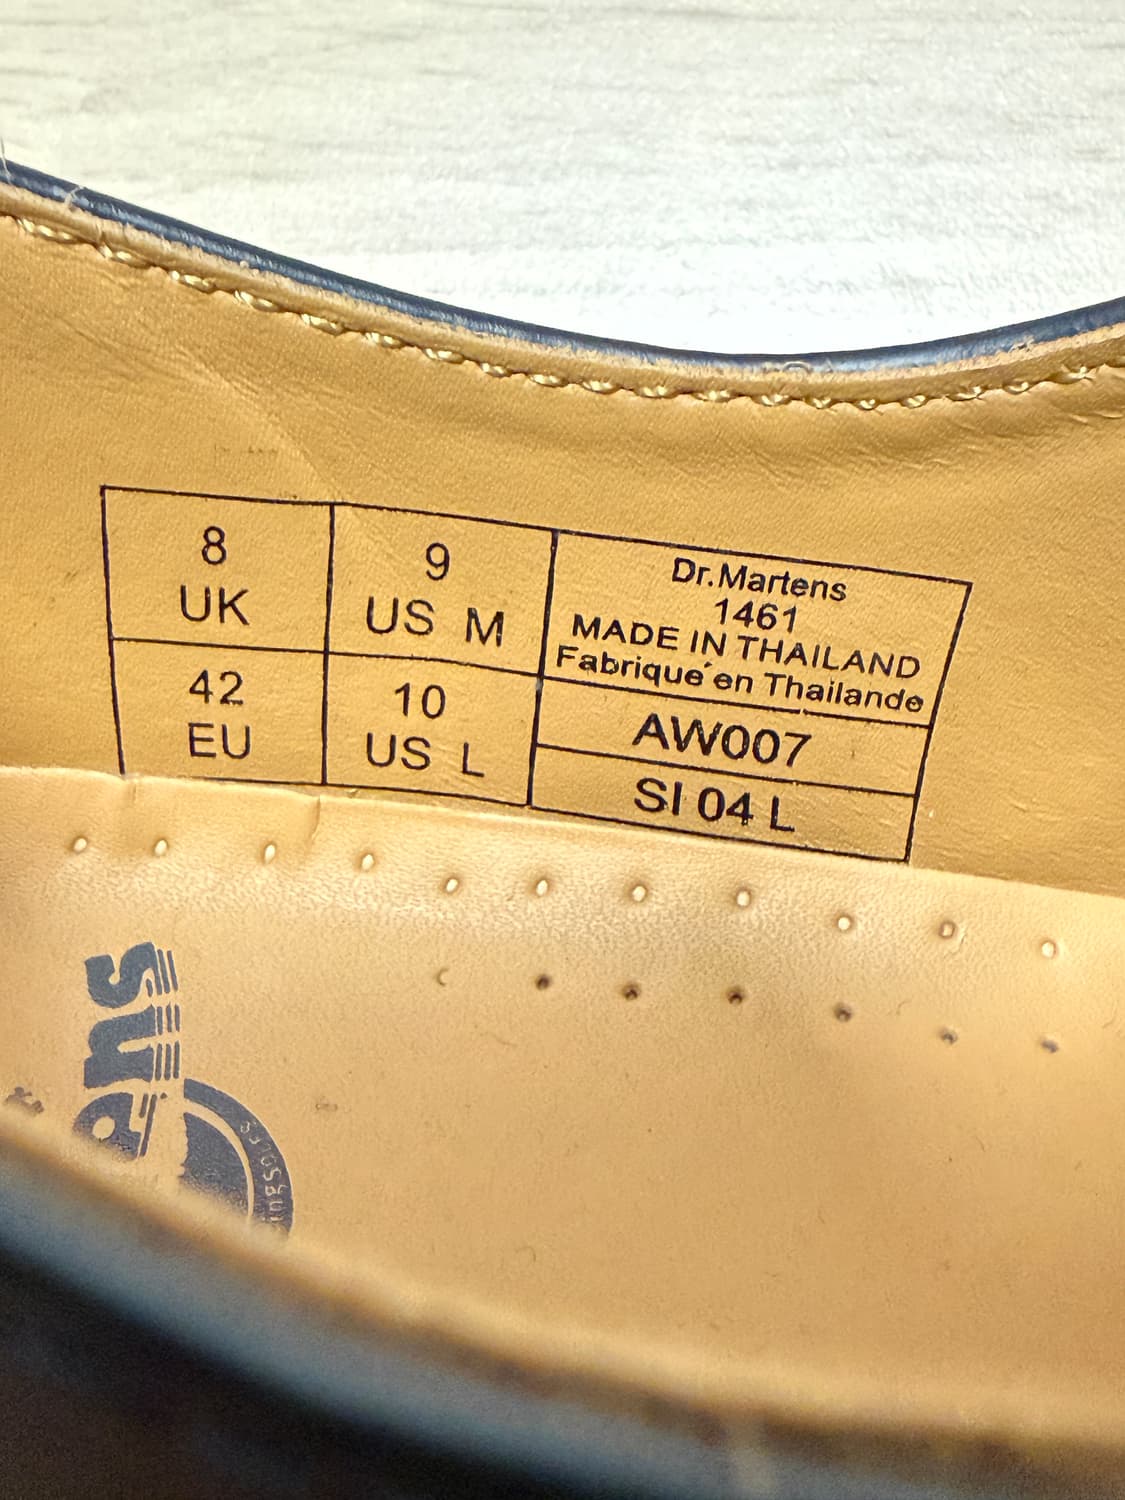 8
UK
9
US M
42
EU
10
US L
Dr.Martens
1461
MADE IN THAILAND
Fabrique´en Thailande
AW007
SI 04 L